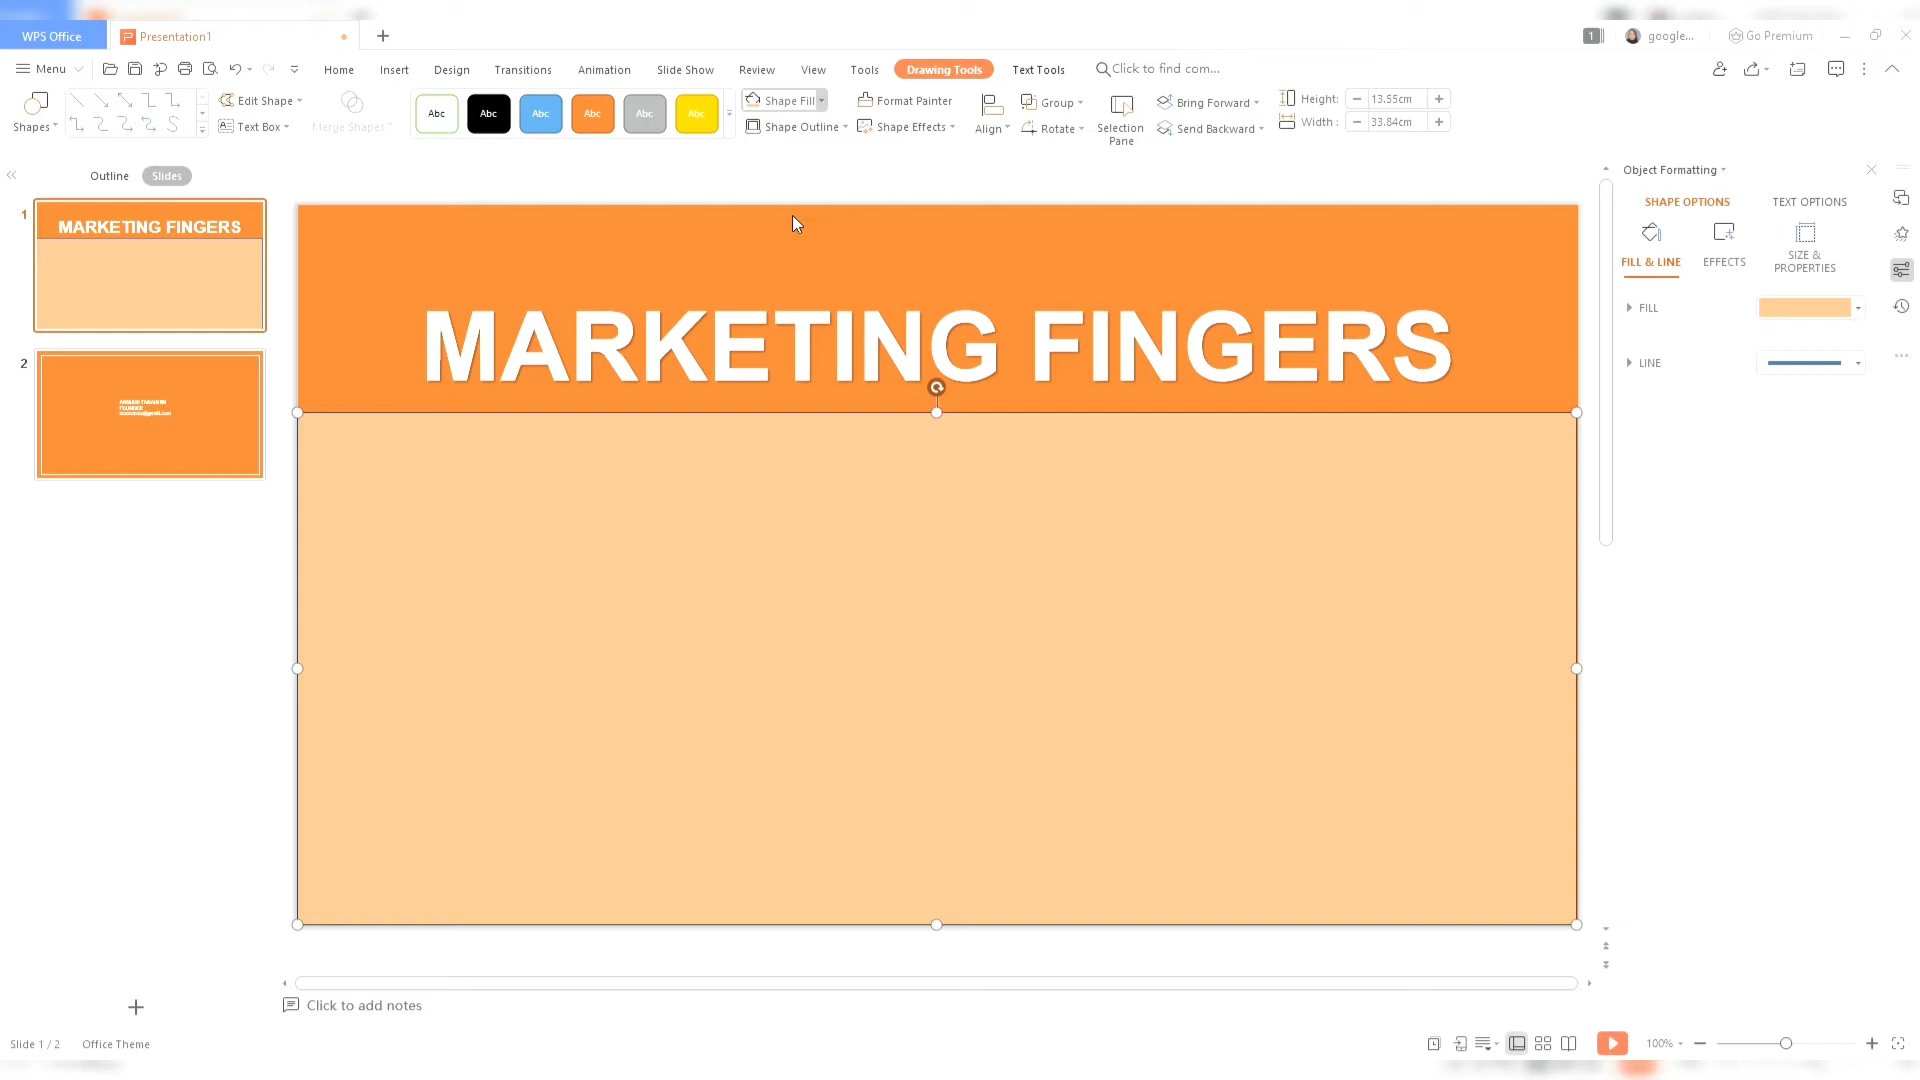 WPS Office
Presentation1
1
google...
Go Premium
Menu
Home
Insert
Design
Transitions
Animation
Slide Show
Review
View
Tools
Drawing Tools
Text Tools
Click to find com...
Shapes
Edit Shape
Text Box
Merge Shapes
Abc
Abc
Abc
Abc
Abc
Abc
Shape Fill
Shape Outline
Format Painter
Shape Effects
Align
Group
Rotate
Selection
Pane
Bring Forward
Send Backward
Height:
13.55cm
Width :
33.84cm
Outline
Slides
1
MARKETING FINGERS
2
FOUNDER
MARKETING FINGERS
Object Formatting
SHAPE OPTIONS
TEXT OPTIONS
FILL & LINE
EFFECTS
SIZE &
PROPERTIES
FILL
LINE
Click to add notes
Slide 1 / 2
Office Theme
100%